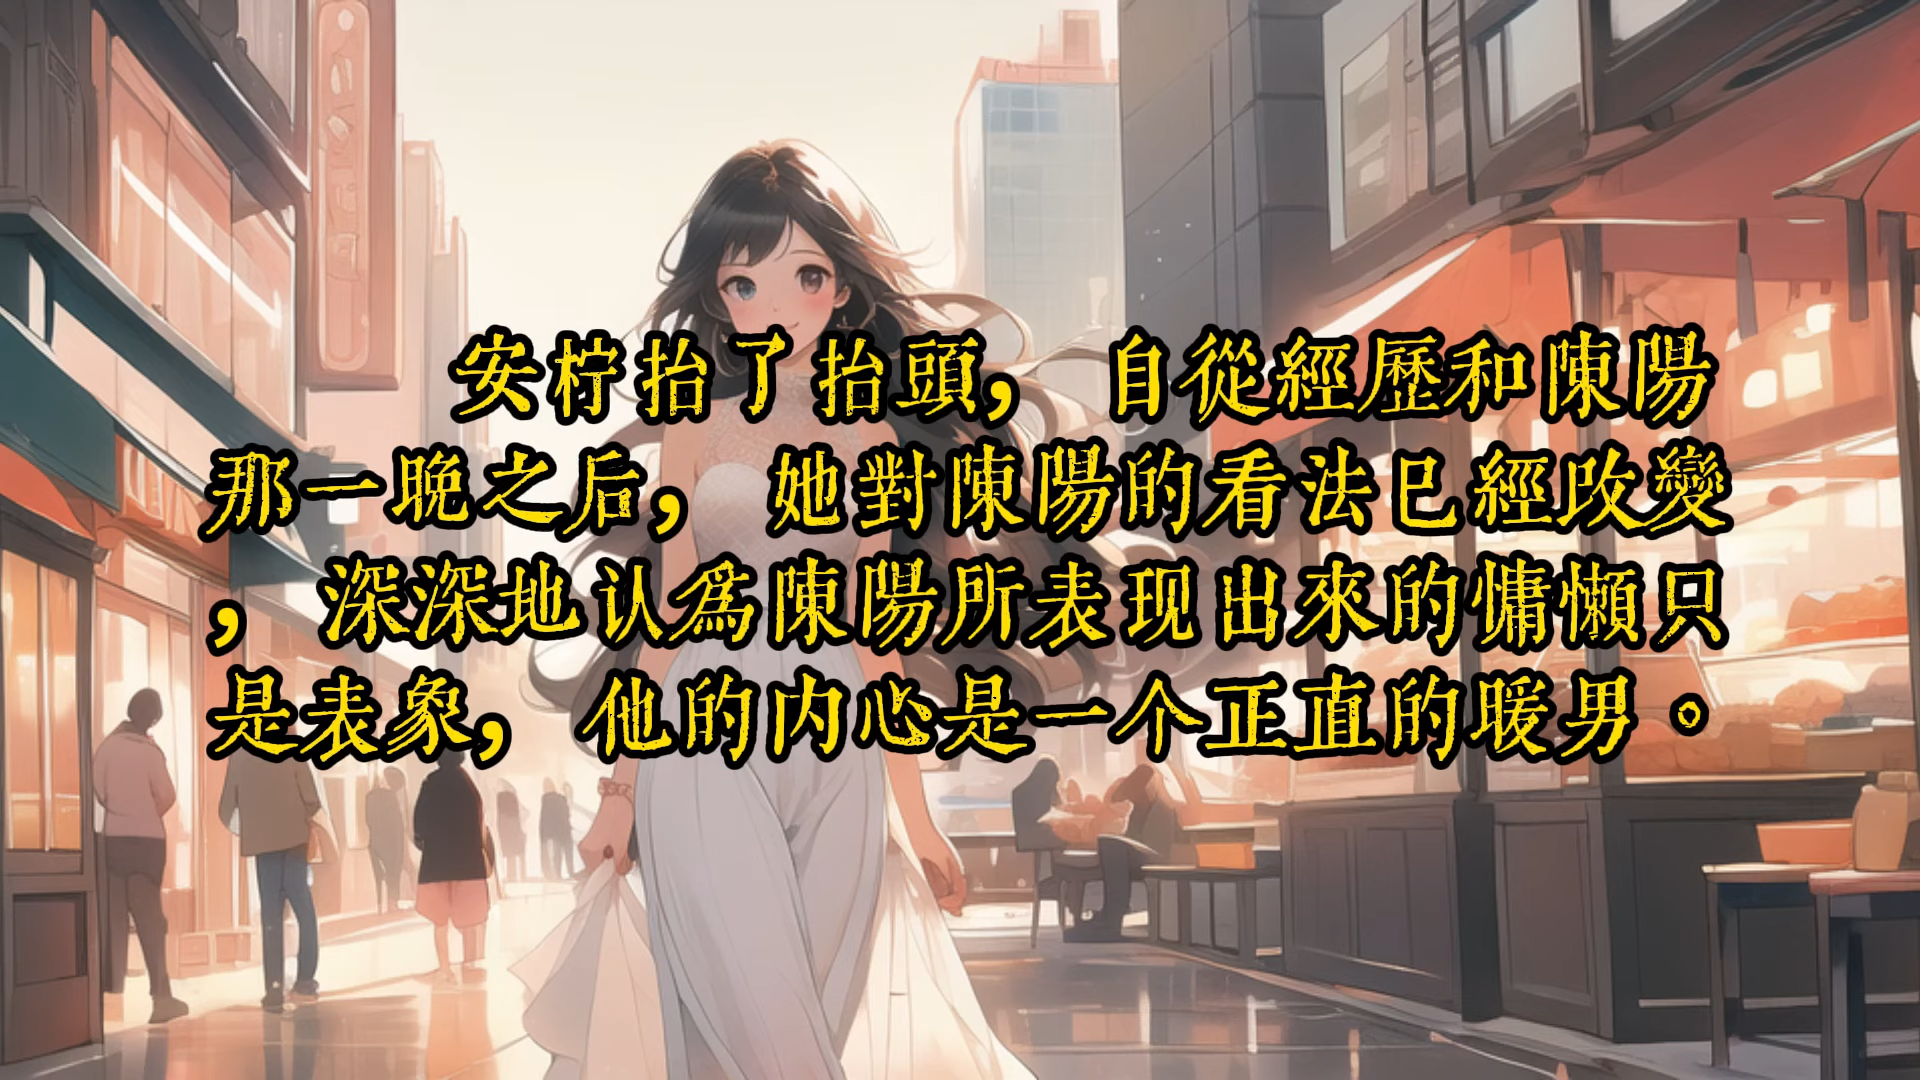 安柠抬了抬頭，自從經歷和陳陽
那一晚之后，她對陳陽的看法已經改變
，深深地认為陳陽所表现出來的慵懶只
是表象，他的内心是一个正直的暖男。